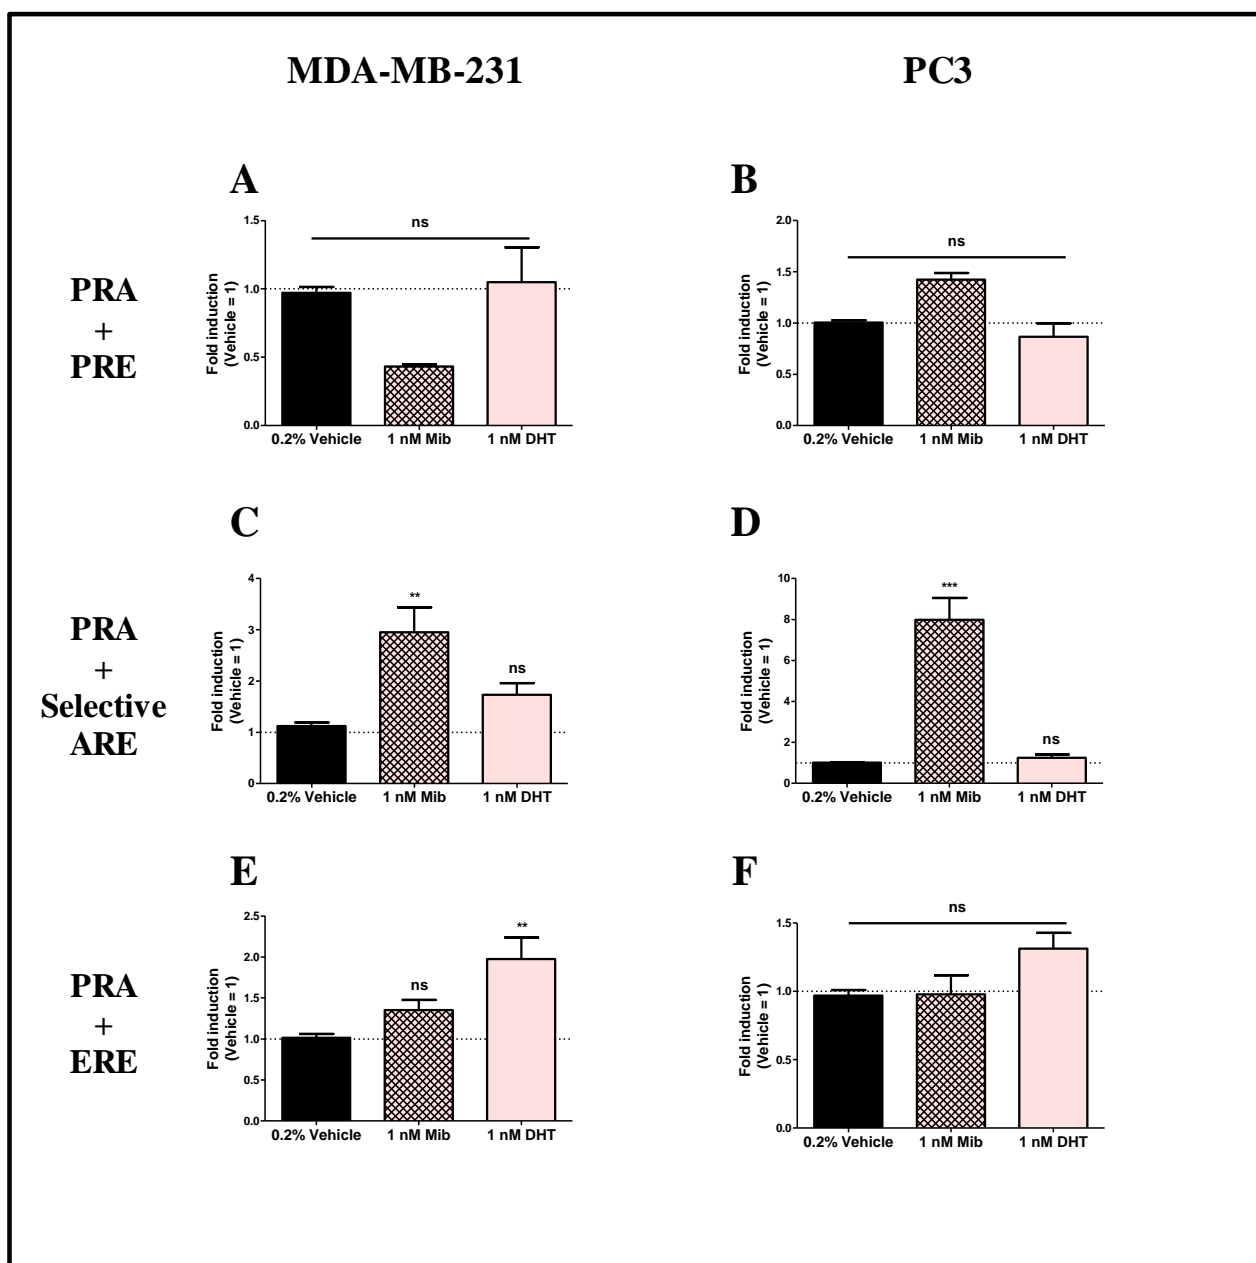 MDA-MB-231
PC3
PRA
+
PRE
A
Fold induction
(Vehicle = 1)
1.5
1.0
0.5
0.0
ns
0.2% Vehicle
1 nM Mib
1 nM DHT
B
Fold induction
(Vehicle = 1)
2.0
1.5
1.0
0.5
0.0
ns
0.2% Vehicle
1 nM Mib
1 nM DHT
PRA
+
Selective
ARE
C
Fold induction
(Vehicle = 1)
4
3
2
1
0
**
ns
0.2% Vehicle
1 nM Mib
1 nM DHT
D
Fold induction
(Vehicle = 1)
10
8
6
4
2
0
***
ns
0.2% Vehicle
1 nM Mib
1 nM DHT
PRA
+
ERE
E
Fold induction
(Vehicle = 1)
2.5
2.0
1.5
1.0
0.5
0.0
ns
**
0.2% Vehicle
1 nM Mib
1 nM DHT
F
Fold induction
(Vehicle = 1)
1.5
1.0
0.5
0.0
ns
0.2% Vehicle
1 nM Mib
1 nM DHT